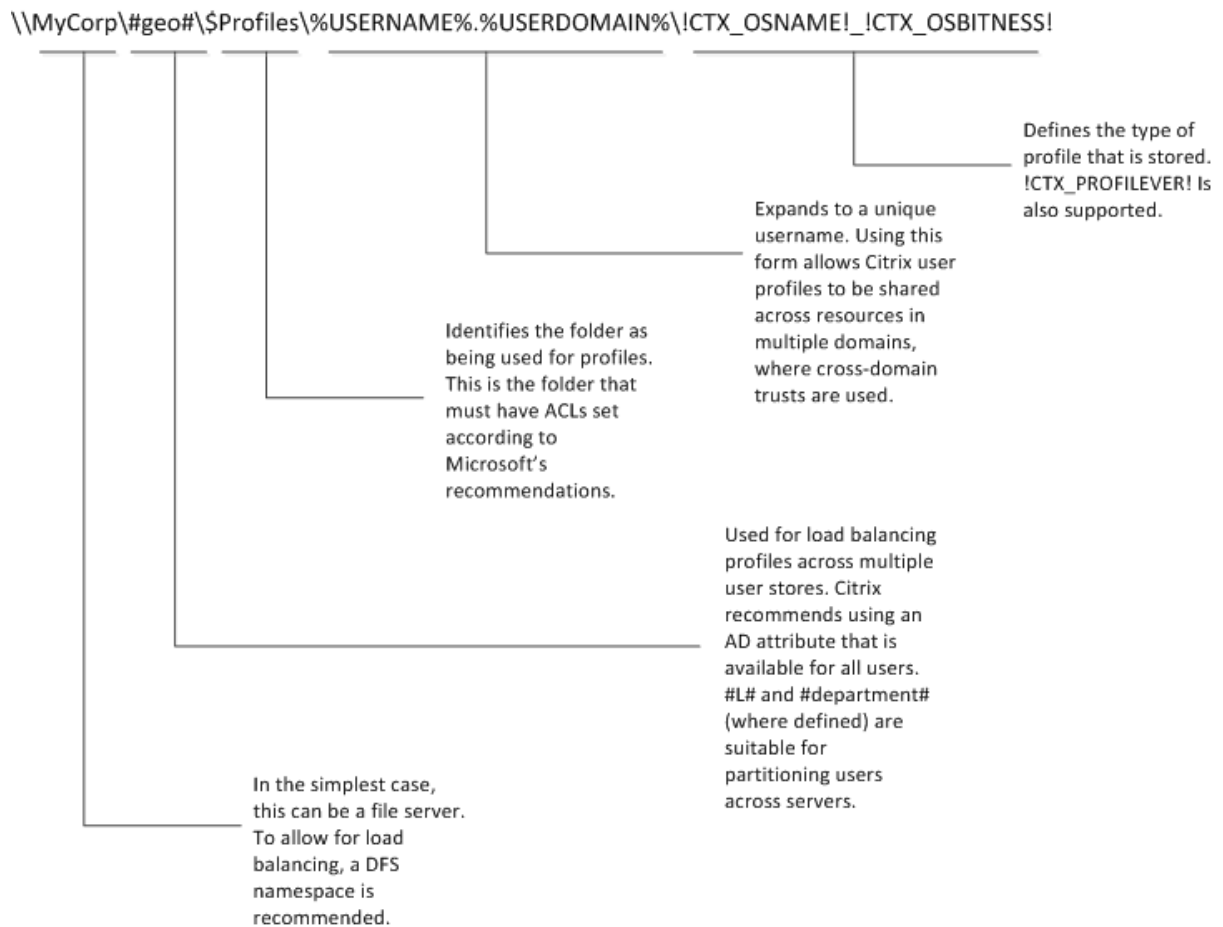 \\MyCorp\#geo#\$Profiles\%USERNAME%.%USERDOMAIN%\!CTX_OSNAME!_!CTX_OSBITNESS!
Defines the type of
profile that is stored.
!CTX_PROFILEVER! Is
also supported.
Expands to a unique
username. Using this
form allows Citrix user
profiles to be shared
across resources in
multiple domains,
where cross-domain
trusts are used.
Identifies the folder as
being used for profiles.
This is the folder that
must have ACLs set
according to
Microsoft’s
recommendations.
Used for load balancing
profiles across multiple
user stores. Citrix
recommends using an
AD attribute that is
available for all users.
#L# and #department#
(where defined) are
suitable for
partitioning users
across servers.
In the simplest case,
this can be a file server.
To allow for load
balancing, a DFS
namespace is
recommended.